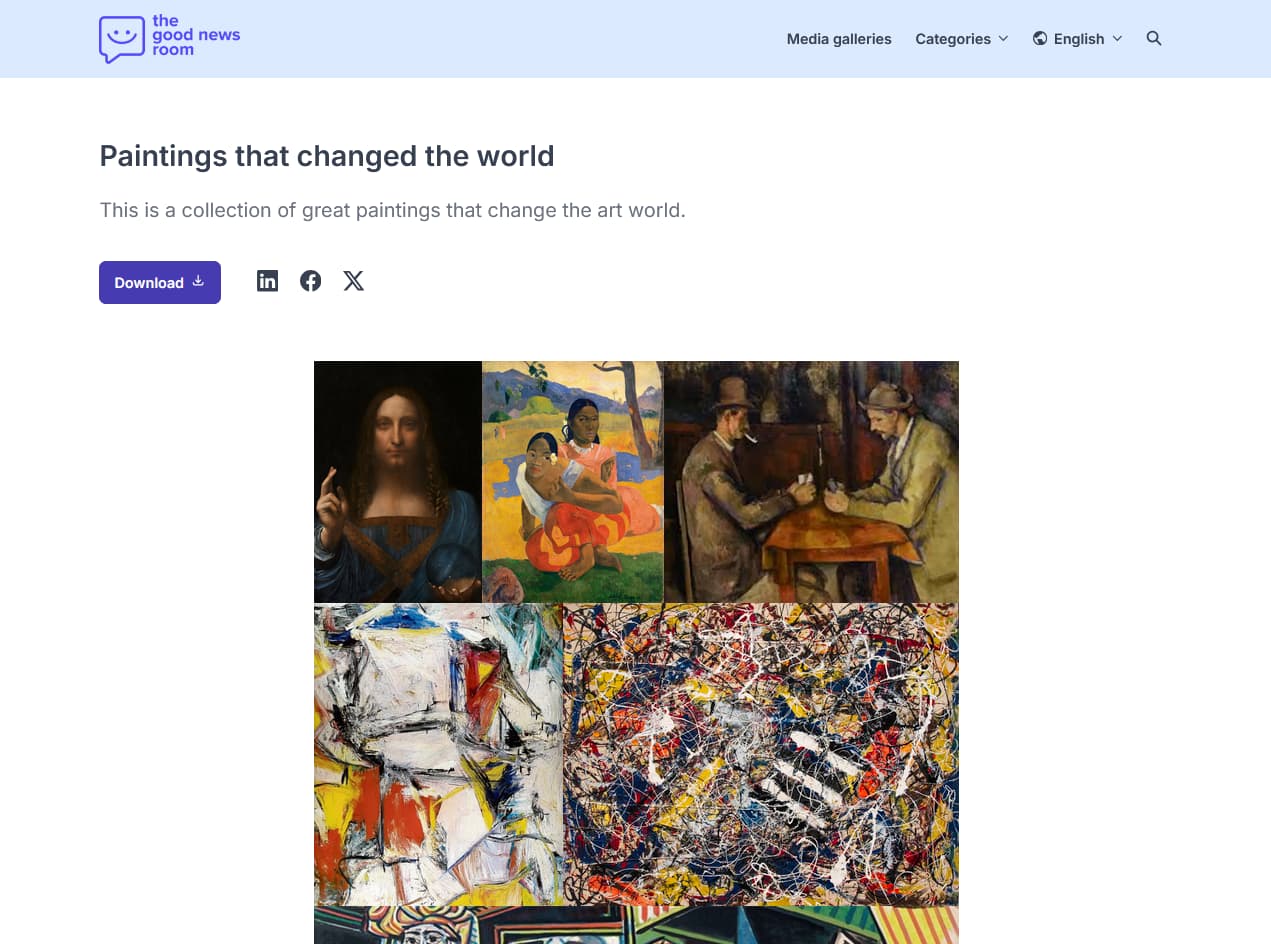 the
good news
room
Media galleries
Categories
English
Paintings that changed the world
This is a collection of great paintings that change the art world.
Download